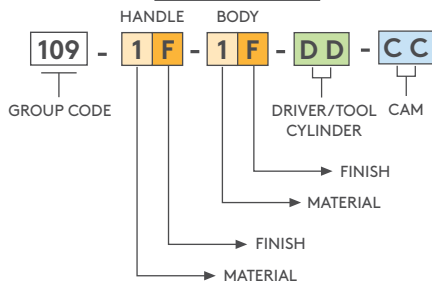 HANDLE BODY
109 - 1 F - 1 F - D D - C C
GROUP CODE DRIVER/TOOL CAM
CYLINDER
FINISH
MATERIAL
FINISH
MATERIAL